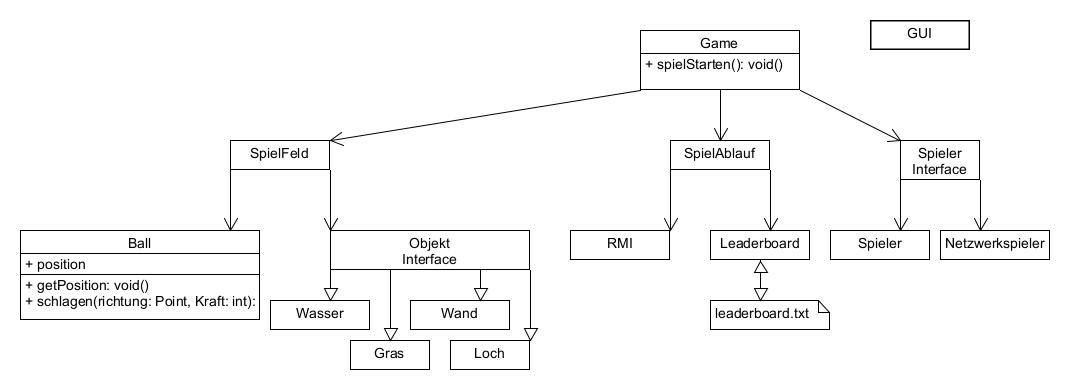 GUI
Game
+ spielStarten(): void()
SpielFeld
SpielAblauf
Spieler
Interface
Ball
+ position
+ getPosition: void()
+ schlagen(richtung: Point, Kraft: int):
Objekt
Interface
RMI
Leaderboard
Spieler
Netzwerkspieler
Wasser
Wand
leaderboard.txt
Gras
Loch